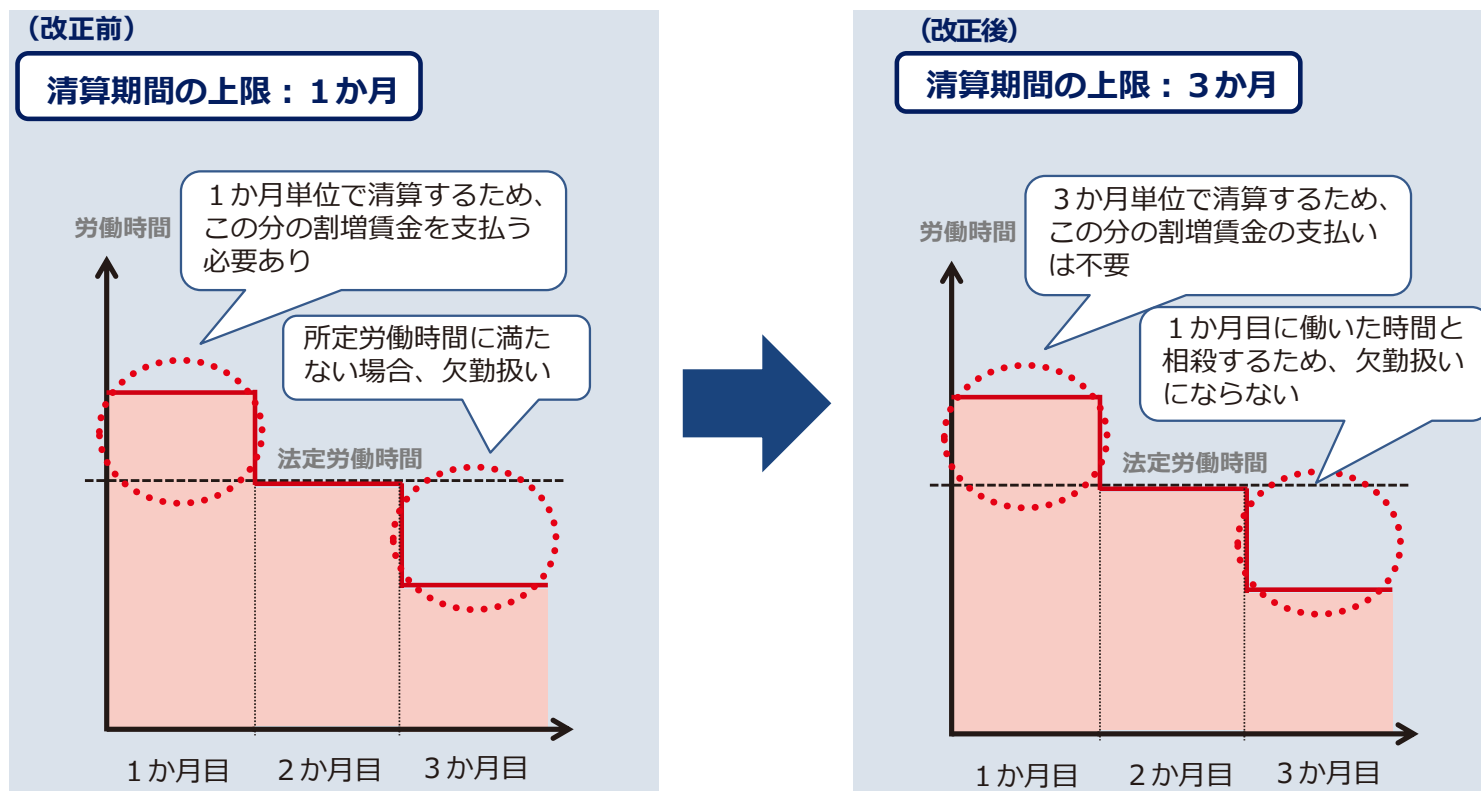 （改正前）
清算期間の上限：１か月
１か月単位で清算するため、
この分の割増賃金を支払う
必要あり
労働時間
所定労働時間に満た
ない場合、欠勤扱い
法定労働時間
１か月目
２か月目
３か月目
（改正後）
清算期間の上限：３か月
３か月単位で清算するため、
この分の割増賃金の支払い
は不要
労働時間
１か月目に働いた時間と
相殺するため、欠勤扱い
にならない
法定労働時間
１か月目
２か月目
３か月目